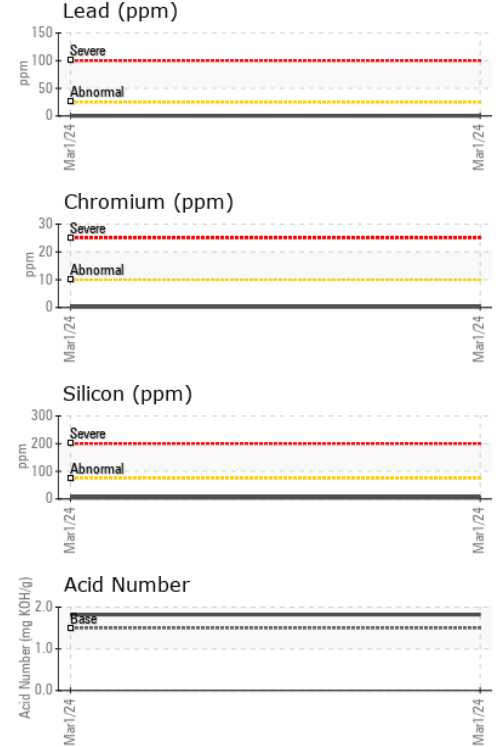 Lead (ppm)
150
Severe
100
ppm
50
Abnormal
0
Mar1/24
Mar1/24
Chromium (ppm)
30
Severe
20
ppm
Abnormal
10
0
Mar1/24
Mar1/24
Silicon (ppm)
300
Severe
200
ppm
100
Abnormal
0
Mar1/24
Mar1/24
Acid Number
Acid Number (mg KOH/g)
2.0
Base
1.0
0.0
Mar1/24
Mar1/24